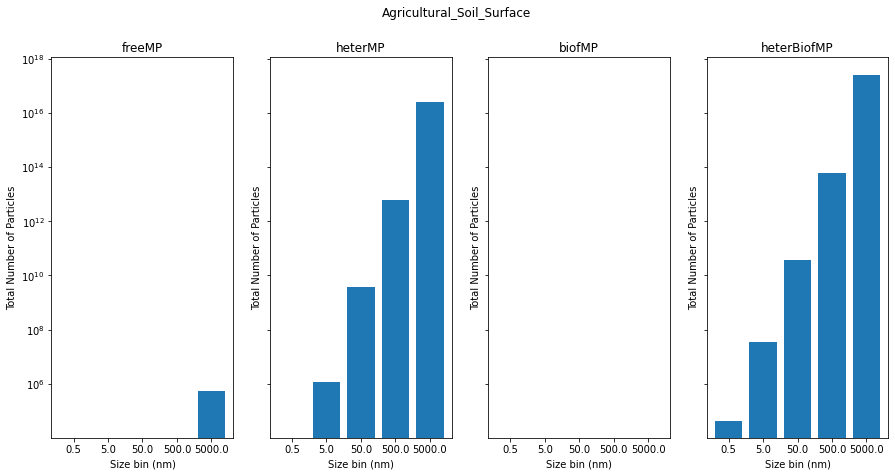 Agricultural_Soil_Surface
freeMP
heterMP
biofMP
heterBiofMP
Total Number of Particles
10^18
10^16
10^14
10^12
10^10
10^8
10^6
0.5 5.0 50.0 500.0 5000.0
Size bin (nm)
Total Number of Particles
0.5 5.0 50.0 500.0 5000.0
Size bin (nm)
Total Number of Particles
0.5 5.0 50.0 500.0 5000.0
Size bin (nm)
Total Number of Particles
0.5 5.0 50.0 500.0 5000.0
Size bin (nm)